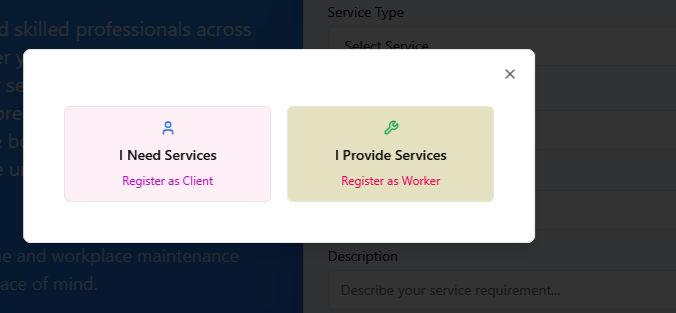 Service Type
d skilled professionals across
Select Service
I Need Services
Register as Client
I Provide Services
Register as Worker
ne and workplace maintenance
ace of mind.
Description
Describe your service requirement...